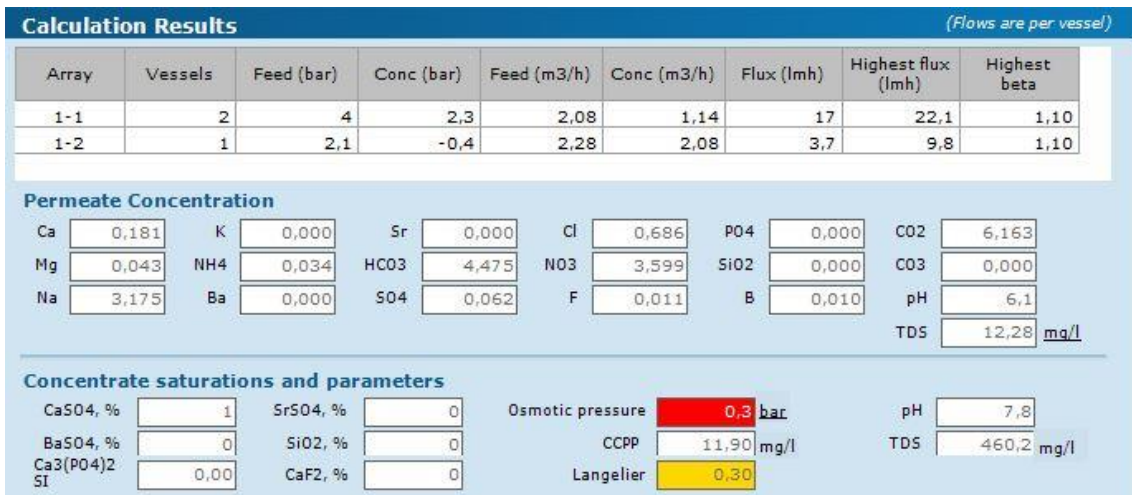 Calculation Results (Flows are per vessel)
Array Vessels Feed (bar) Conc (bar) Feed (m3/h) Conc (m3/h) Flux (lmh) Highest flux (lmh) Highest beta
1-1 2 4 2,3 2,08 1,14 17 22,1 1,10
1-2 1 2,1 -0,4 2,28 2,08 3,7 9,8 1,10
Permeate Concentration
Ca 0,181 K 0,000 Sr 0,000 Cl 0,686 PO4 0,000 CO2 6,163
Mg 0,043 NH4 0,034 HCO3 4,475 NO3 3,599 SiO2 0,000 CO3 0,000
Na 3,175 Ba 0,000 SO4 0,062 F 0,011 B 0,010 pH 6,1
TDS 12,28 mg/l
Concentrate saturations and parameters
CaSO4, % 1 SrSO4, % 0 Osmotic pressure 0,3 bar pH 7,8
BaSO4, % 0 SiO2, % 0 CCPP 11,90 mg/l TDS 460,2 mg/l
Ca3(PO4)2 SI 0,00 CaF2, % 0 Langelier 0,30